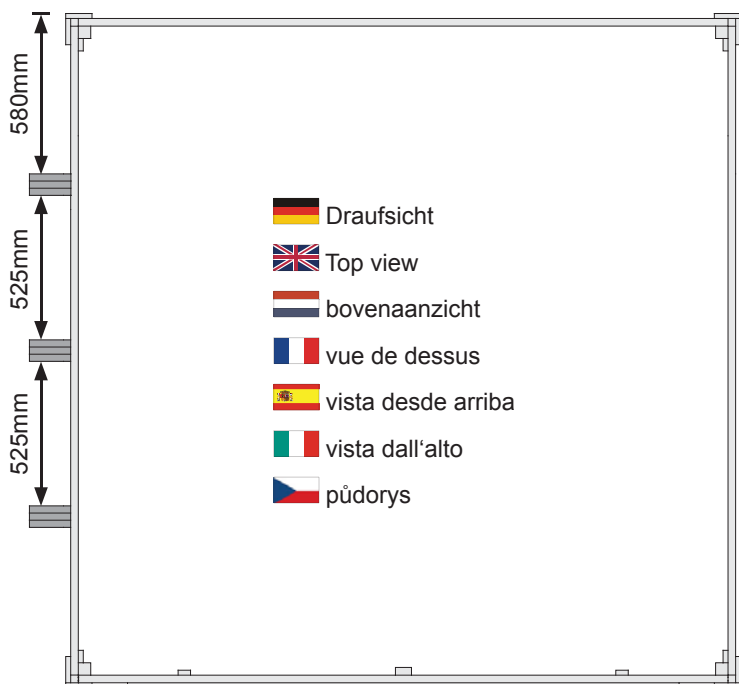 580mm
525mm
525mm
Draufsicht
Top view
bovenaanzicht
vue de dessus
vista desde arriba
vista dall‘alto
půdorys